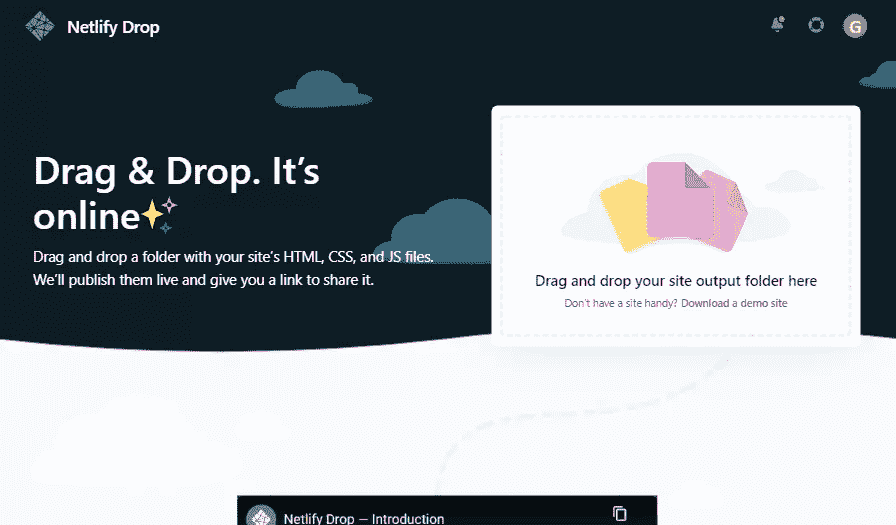 Netlify Drop
G
Drag & Drop. It’s
online✨
Drag and drop a folder with your site’s HTML, CSS, and JS files.
We’ll publish them live and give you a link to share it.
Drag and drop your site output folder here
Don't have a site handy? Download a demo site
Netlify Drop – Introduction